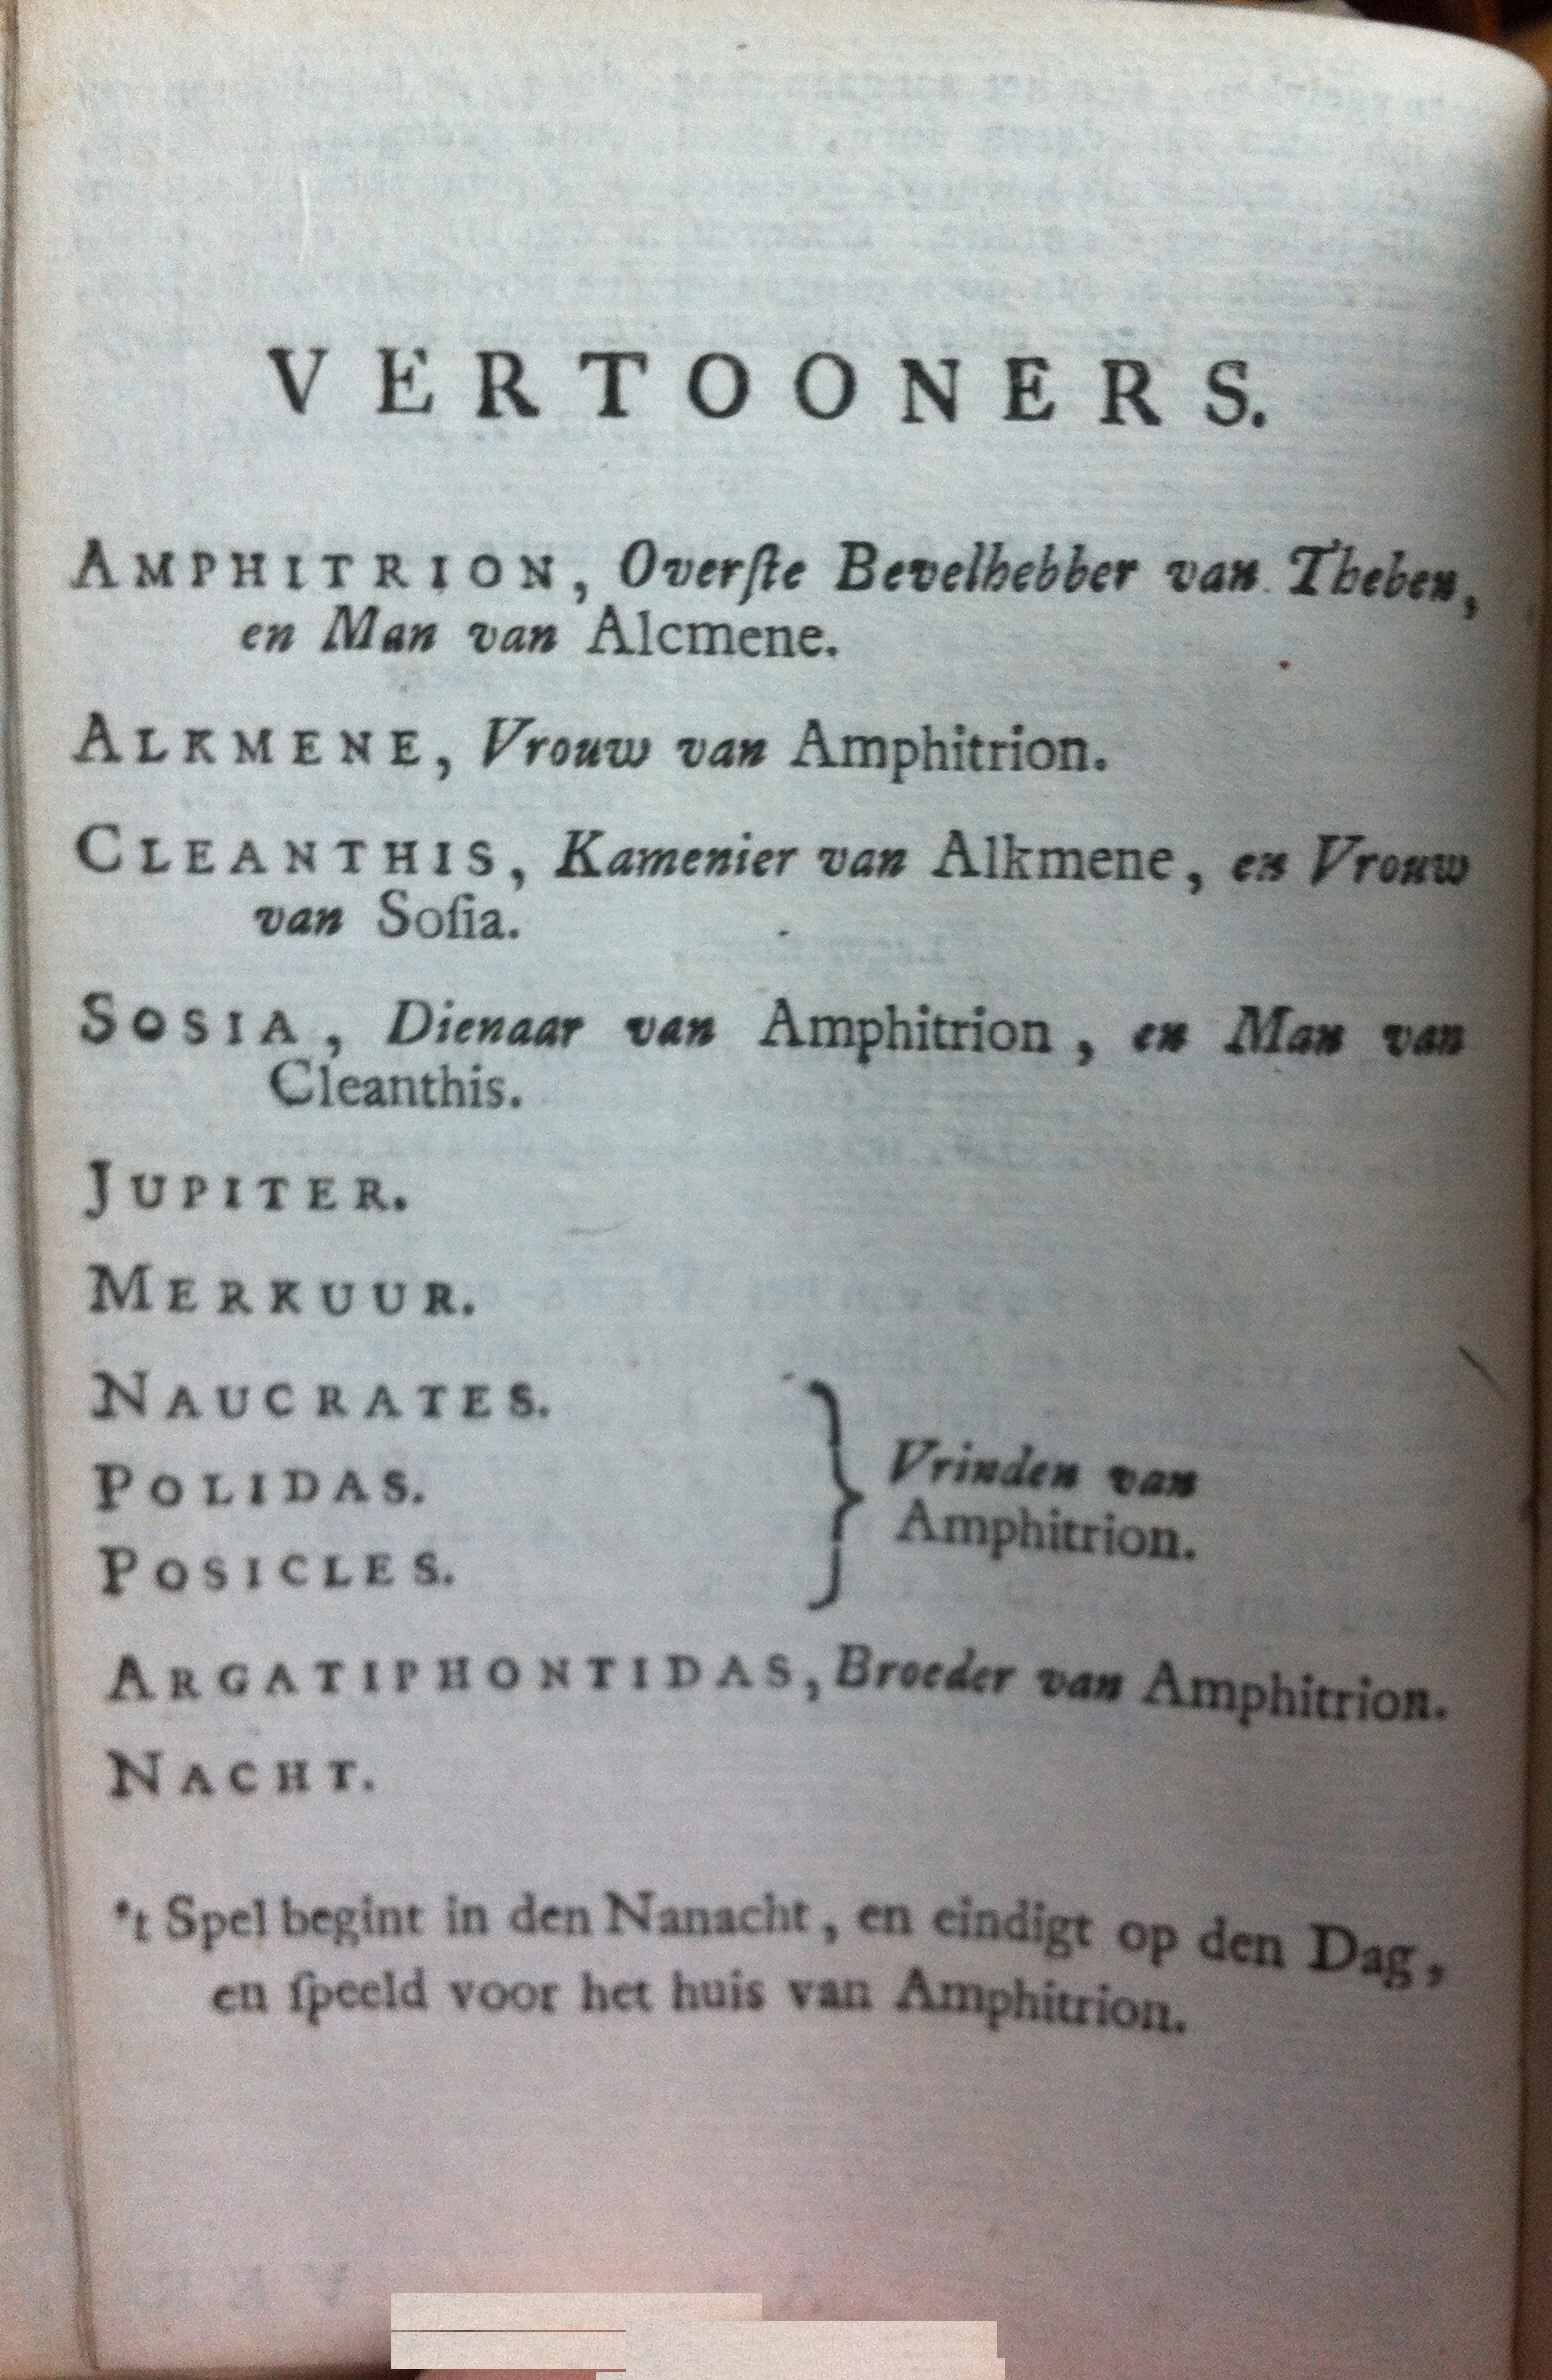 VERTOONERS.
AMPHITRION, Overſte Bevelhebber van Theben,
en Man van Alcmene.
ALKMENE, Vrouw van Amphitrion.
CLEANTHIS, Kamenier van Alkmene, en Vrouw
van Soſia.
SOSIA, Dienaar van Amphitrion, en Man van
Cleanthis.
JUPITER.
MERKUUR.
NAUCRATES.
POLIDAS.
POSICLES.
Vrinden van
Amphitrion.
ARGATIPHONTIDAS, Broeder van Amphitrion.
NACHT.
't Spel begint in den Nanacht, en eindigt op den Dag,
en ſpeeld voor het huis van Amphitrion.